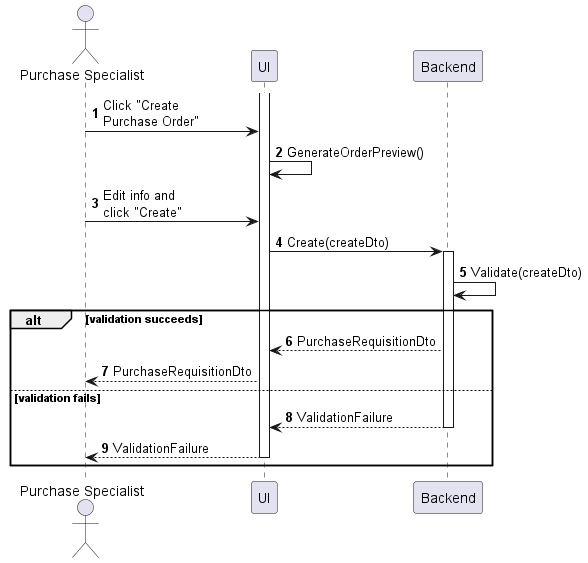 Purchase Specialist
UI
Backend
1 Click "Create
Purchase Order"
2 GenerateOrderPreview()
3 Edit info and
click "Create"
4 Create(createDto)
5 Validate(createDto)
alt [validation succeeds]
6 PurchaseRequisitionDto
7 PurchaseRequisitionDto
[validation fails]
8 ValidationFailure
9 ValidationFailure
Purchase Specialist
UI
Backend